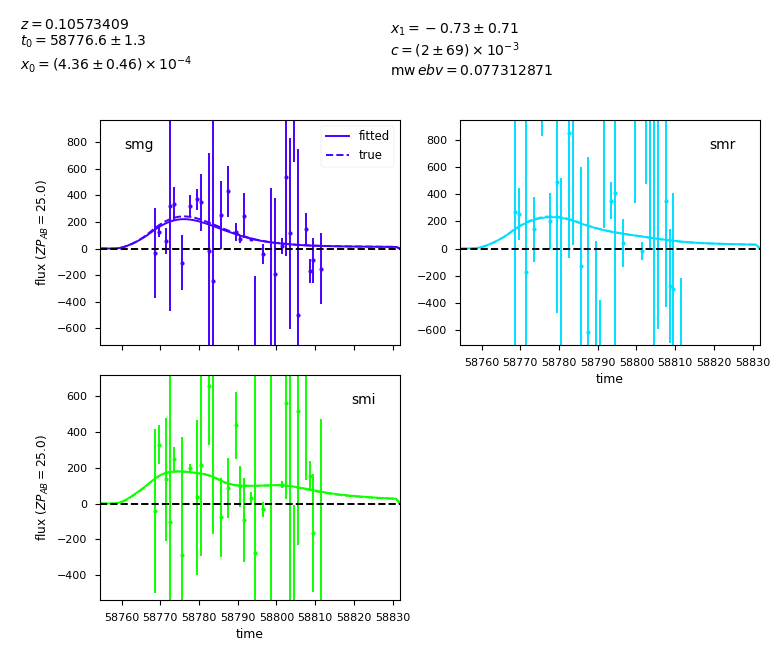 z = 0.10573409
t₀ = 58776.6 ± 1.3
x₀ = (4.36 ± 0.46) × 10⁻⁴
x₁ = − 0.73 ± 0.71
c = (2 ± 69) × 10⁻³
mw ebv = 0.077312871
smg
fitted
true
800
600
400
200
0
−200
−400
−600
flux (ZP_AB = 25.0)
smr
800
600
400
200
0
−200
−400
−600
58760 58770 58780 58790 58800 58810 58820 58830
time
smi
600
400
200
0
−200
−400
flux (ZP_AB = 25.0)
58760 58770 58780 58790 58800 58810 58820 58830
time